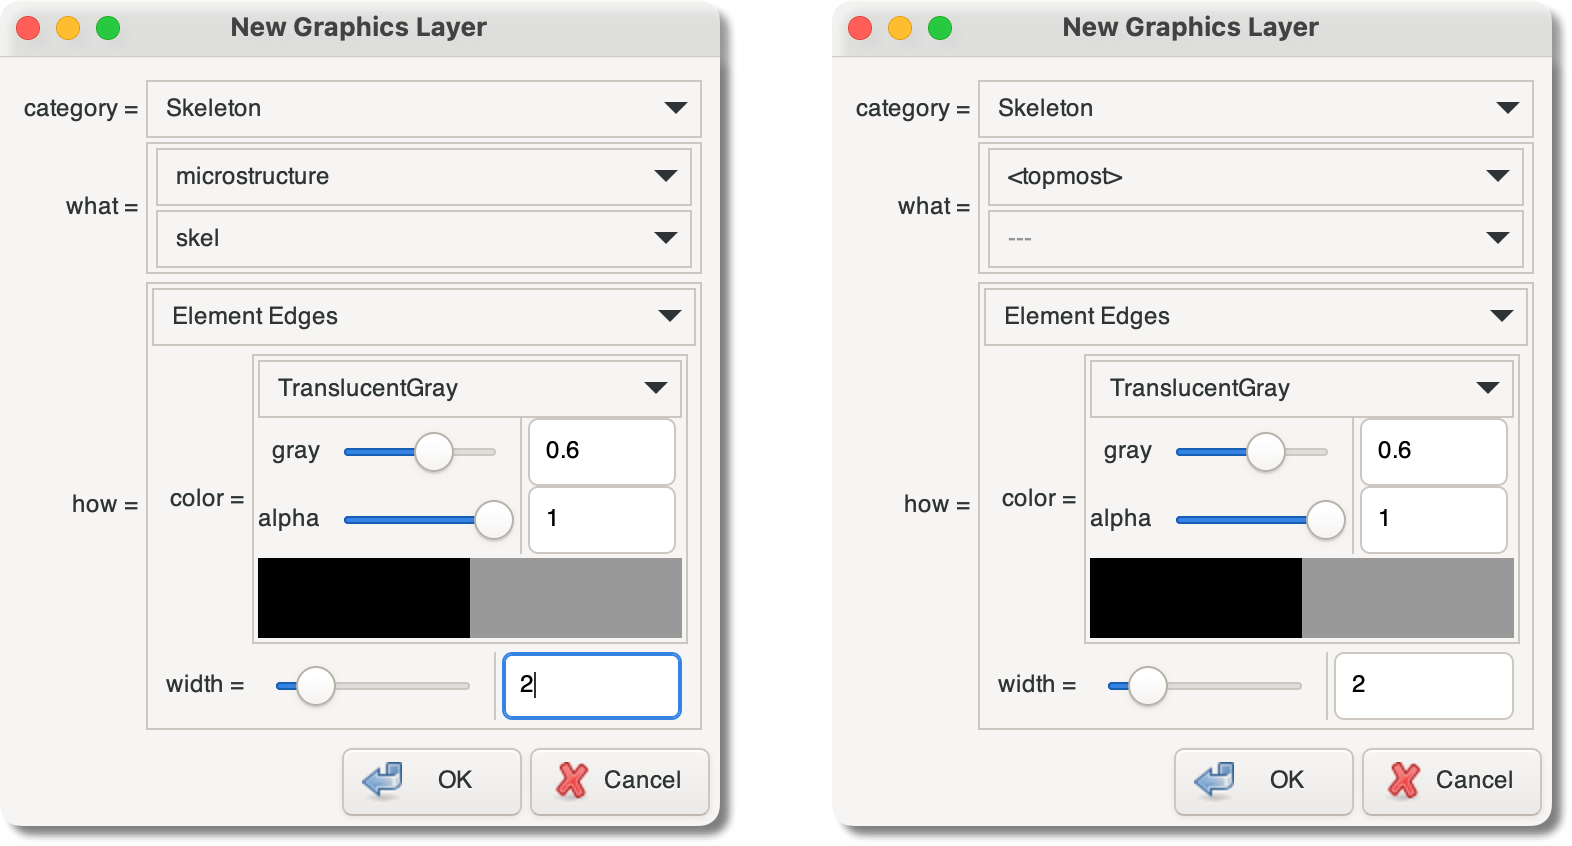 New Graphics Layer
category =
Skeleton
what =
microstructure
skel
how =
Element Edges
color =
TranslucentGray
gray
0.6
alpha
1
width =
2
OK
Cancel
New Graphics Layer
category =
Skeleton
what =
<topmost>
---
how =
Element Edges
color =
TranslucentGray
gray
0.6
alpha
1
width =
2
OK
Cancel